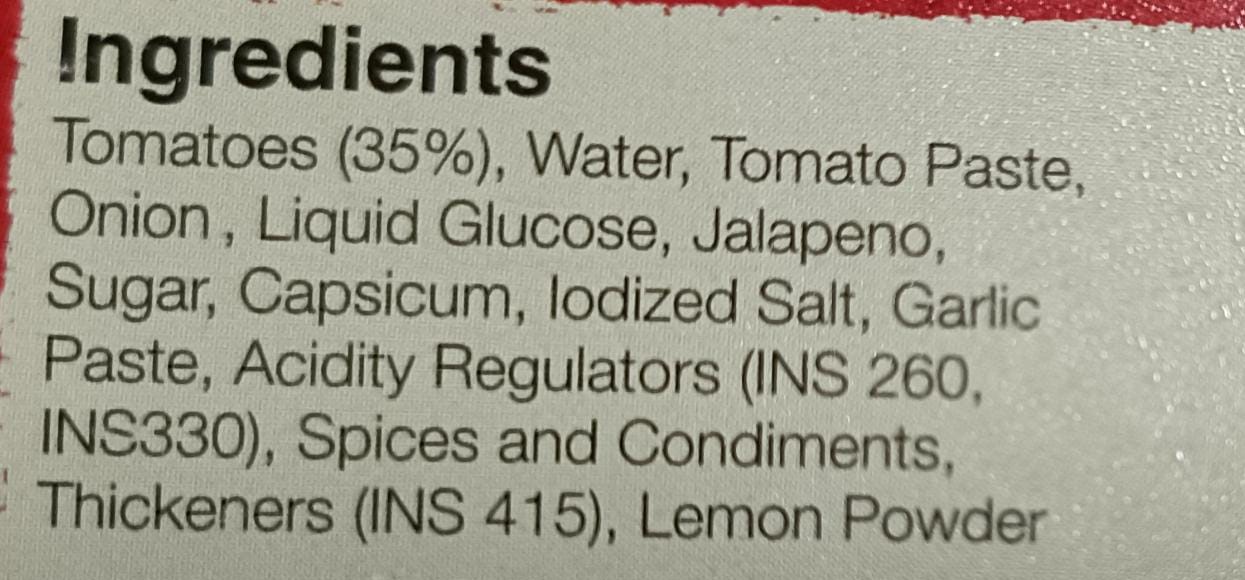 Ingredients
Tomatoes (35%), Water, Tomato Paste,
Onion , Liquid Glucose, Jalapeno,
Sugar, Capsicum, Iodized Salt, Garlic
Paste, Acidity Regulators (INS 260,
INS330), Spices and Condiments,
Thickeners (INS 415), Lemon Powder